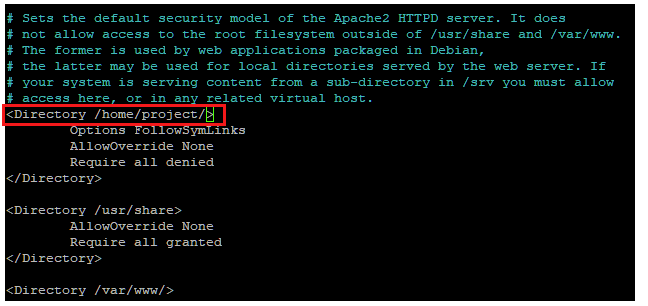 # Sets the default security model of the Apache2 HTTPD server. It does
# not allow access to the root filesystem outside of /usr/share and /var/www.
# The former is used by web applications packaged in Debian,
# the latter may be used for local directories served by the web server. If
# your system is serving content from a sub-directory in /srv you must allow
# access here, or in any related virtual host.
<Directory /home/project/>
        Options FollowSymLinks
        AllowOverride None
        Require all denied
</Directory>

<Directory /usr/share>
        AllowOverride None
        Require all granted
</Directory>

<Directory /var/www/>